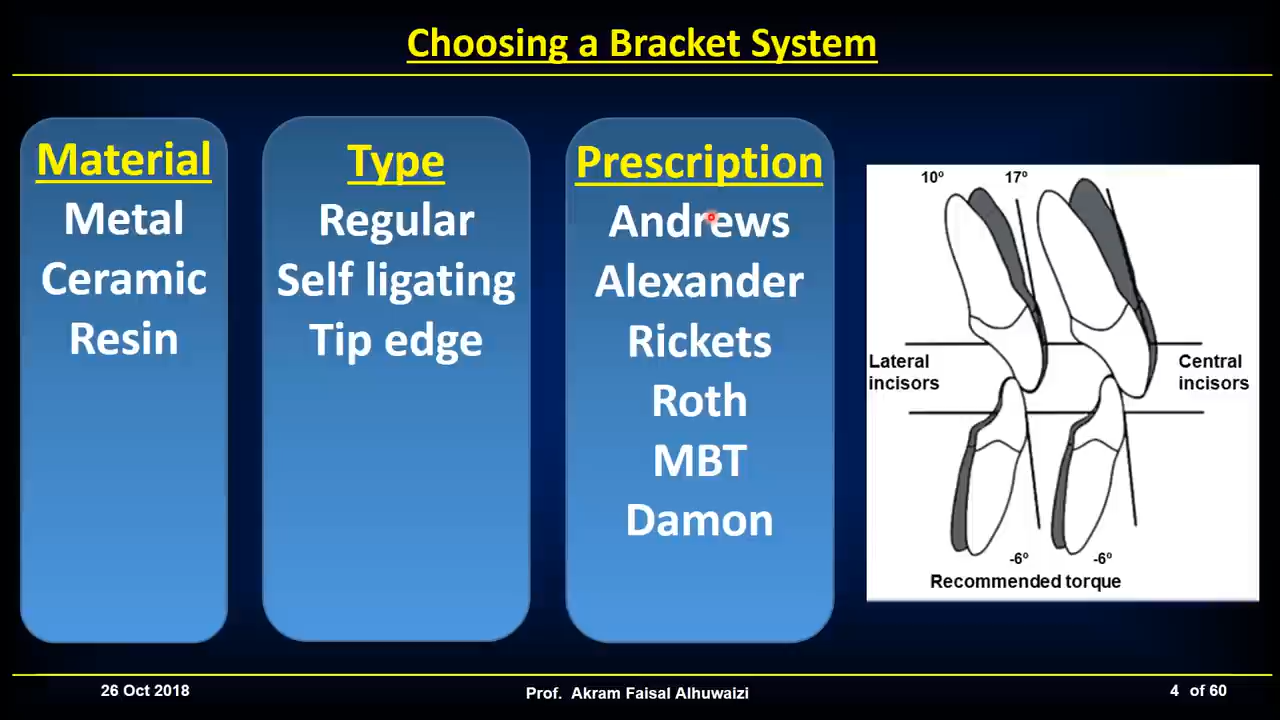 Choosing a Bracket System
Material
Metal
Ceramic
Resin
Type
Regular
Self ligating
Tip edge
Prescription
Andrews
Alexander
Rickets
Roth
MBT
Damon
10º 17º
Lateral
incisors
Central
incisors
-6º -6º
Recommended torque
26 Oct 2018
Prof. Akram Faisal Alhuwaizi
4 of 60